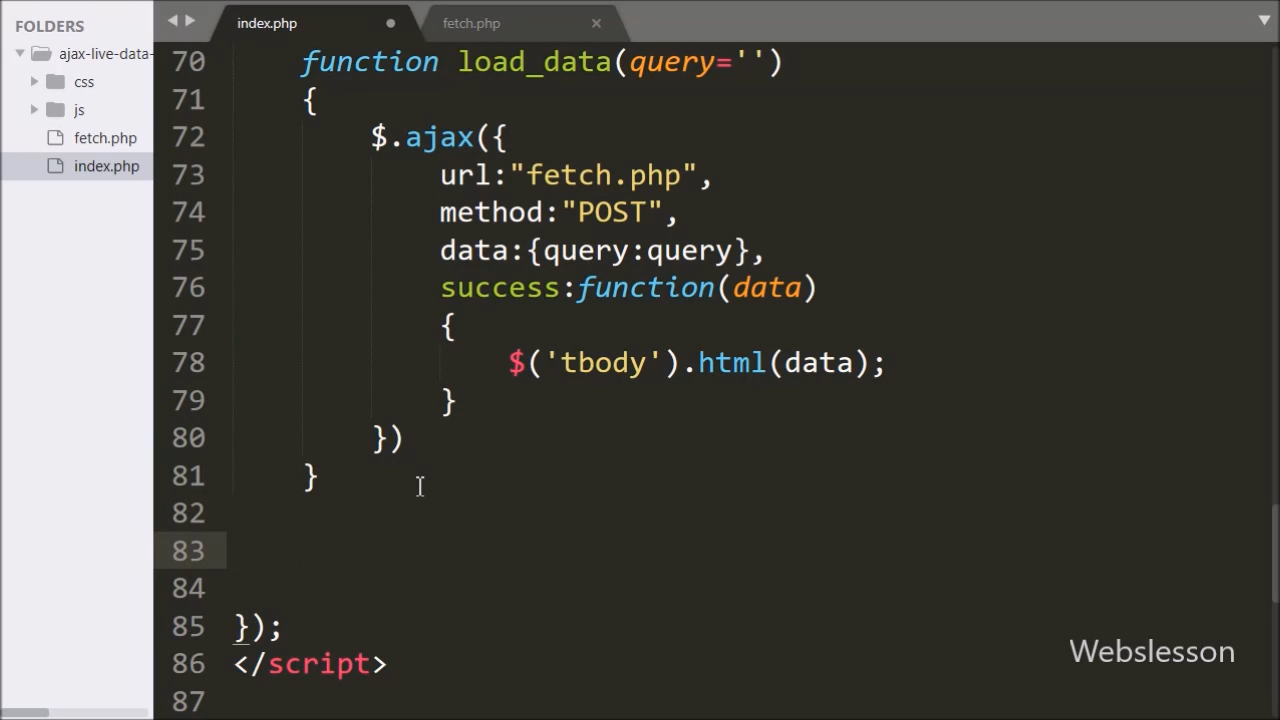 FOLDERS
ajax-live-data-
css
js
fetch.php
index.php
index.php
fetch.php ×
70 function load_data(query='')
71 {
72 $.ajax({
73 url:"fetch.php",
74 method:"POST",
75 data:{query:query},
76 success:function(data)
77 {
78 $('tbody').html(data);
79 }
80 })
81 }
82
83
84
85 });
86 </script>
87
Webslesson